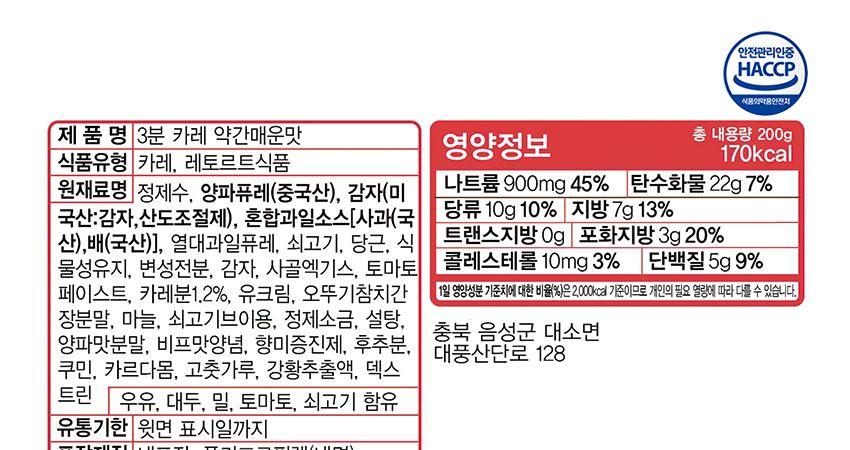 안전관리인증
HACCP
식품의약품안전처
제 품 명 3분 카레 약간매운맛
식품유형 카레, 레토르트식품
원재료명 정제수, 양파퓨레(중국산), 감자(미
국산:감자,산도조절제), 혼합과일소스[사과(국
산),배(국산)], 열대과일퓨레, 쇠고기, 당근, 식
물성유지, 변성전분, 감자, 사골엑기스, 토마토
페이스트, 카레분1.2%, 유크림, 오뚜기참치간
장분말, 마늘, 쇠고기브이용, 정제소금, 설탕,
양파맛분말, 비프맛양념, 향미증진제, 후추분,
쿠민, 카르다몸, 고춧가루, 강황추출액, 덱스
트린
우유, 대두, 밀, 토마토, 쇠고기 함유
유통기한 윗면 표시일까지
영양정보
총 내용량 200g
170kcal
나트륨 900mg 45% 탄수화물 22g 7%
당류 10g 10% 지방 7g 13%
트랜스지방 0g 포화지방 3g 20%
콜레스테롤 10mg 3% 단백질 5g 9%
1일 영양성분 기준치에 대한 비율(%)은 2,000kcal 기준이므로 개인의 필요 열량에 따라 다를 수 있습니다.
충북 음성군 대소면
대풍산단로 128